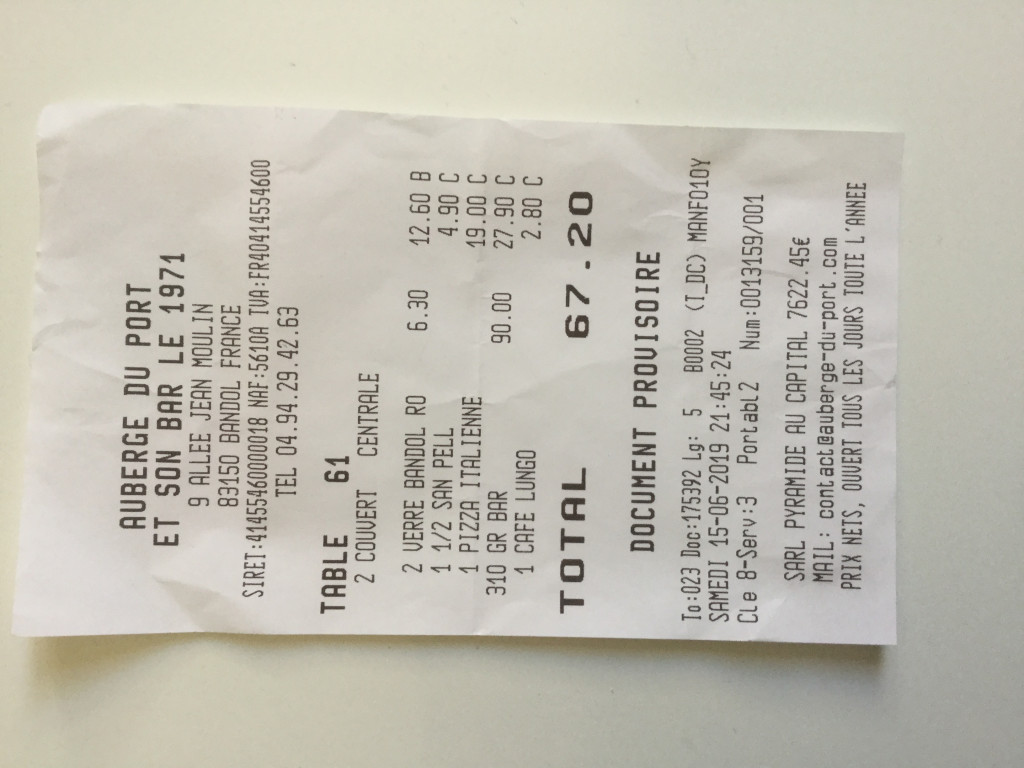 AUBERGE DU PORT
ET SON BAR LE 1971
9 ALLEE JEAN MOULIN
83150 BANDOL FRANCE
SIRET:41455460000018 NAF:5610A TVA:FR40414554600
TEL 04.94.29.42.63
TABLE 61
2 COUVERT CENTRALE
2 VERRE BANDOL RO 6.30 12.60 B
1 1/2 SAN PELL 4.90 C
1 PIZZA ITALIENNE 19.00 C
310 GR BAR 90.00 27.90 C
1 CAFE LUNGO 2.80 C
TOTAL 67.20
DOCUMENT PROVISOIRE
To:023 Doc:175392 Lg: 5 B0002 (T_DC) MANF010Y
SAMEDI 15-06-2019 21:45:24
Cle 8-Serv:3 Portabl2 Num:0013159/001
SARL PYRAMIDE AU CAPITAL 7622.45€
MAIL: contact@auberge-du-port.com
PRIX NETS, OUVERT TOUS LES JOURS TOUTE L'ANNEE